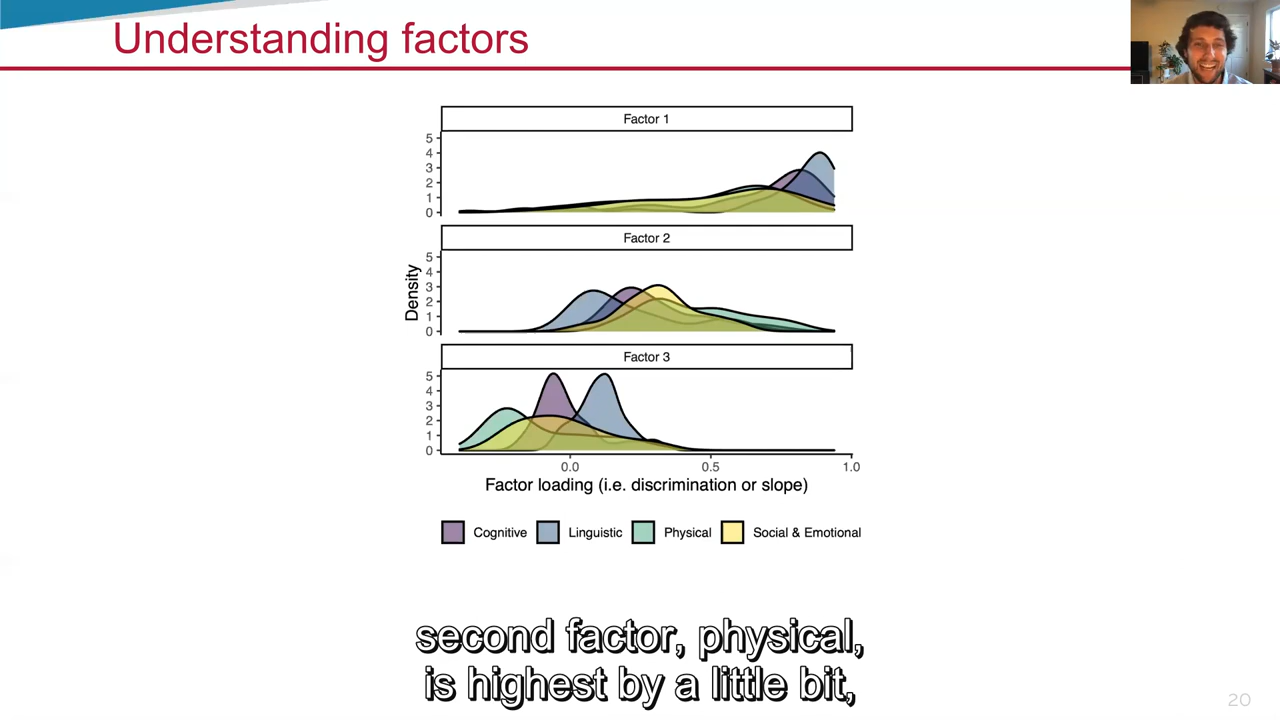 Understanding factors
Factor 1
5
4
3
2
1
0
Factor 2
5
4
3
2
1
0
Density
Factor 3
5
4
3
2
1
0
0.0 0.5 1.0
Factor loading (i.e. discrimination or slope)
Cognitive Linguistic Physical Social & Emotional
second factor, physical,
is highest by a little bit,
20